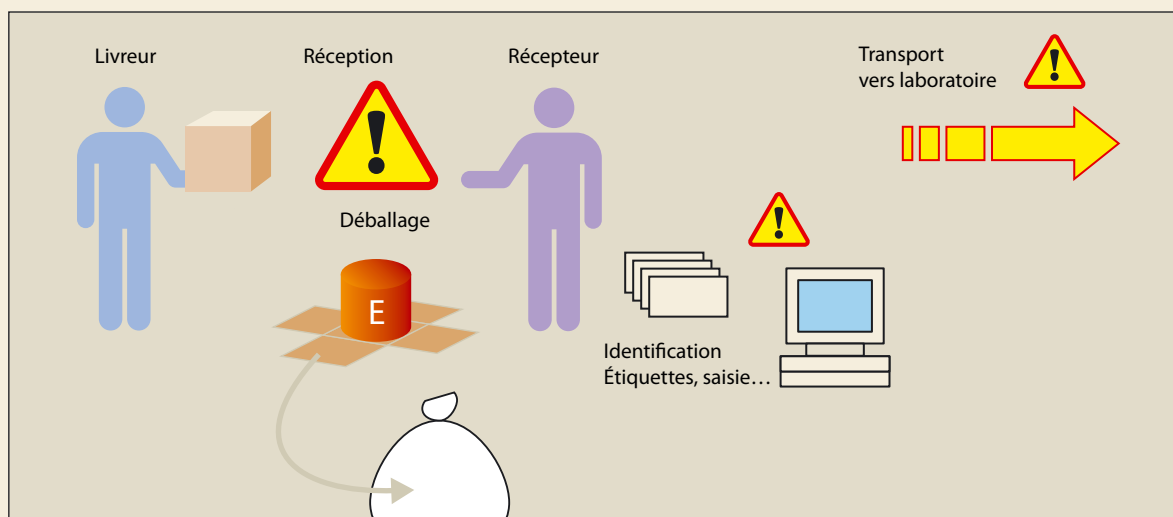 Livreur
Réception
Récepteur
Transport
vers laboratoire
Déballage
E
Identification
Étiquettes, saisie…